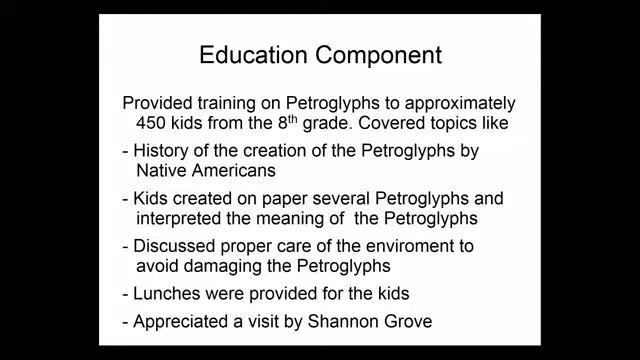 Education Component
Provided training on Petroglyphs to approximately
450 kids from the 8th grade. Covered topics like
- History of the creation of the Petroglyphs by
Native Americans
- Kids created on paper several Petroglyphs and
interpreted the meaning of the Petroglyphs
- Discussed proper care of the enviroment to
avoid damaging the Petroglyphs
- Lunches were provided for the kids
- Appreciated a visit by Shannon Grove